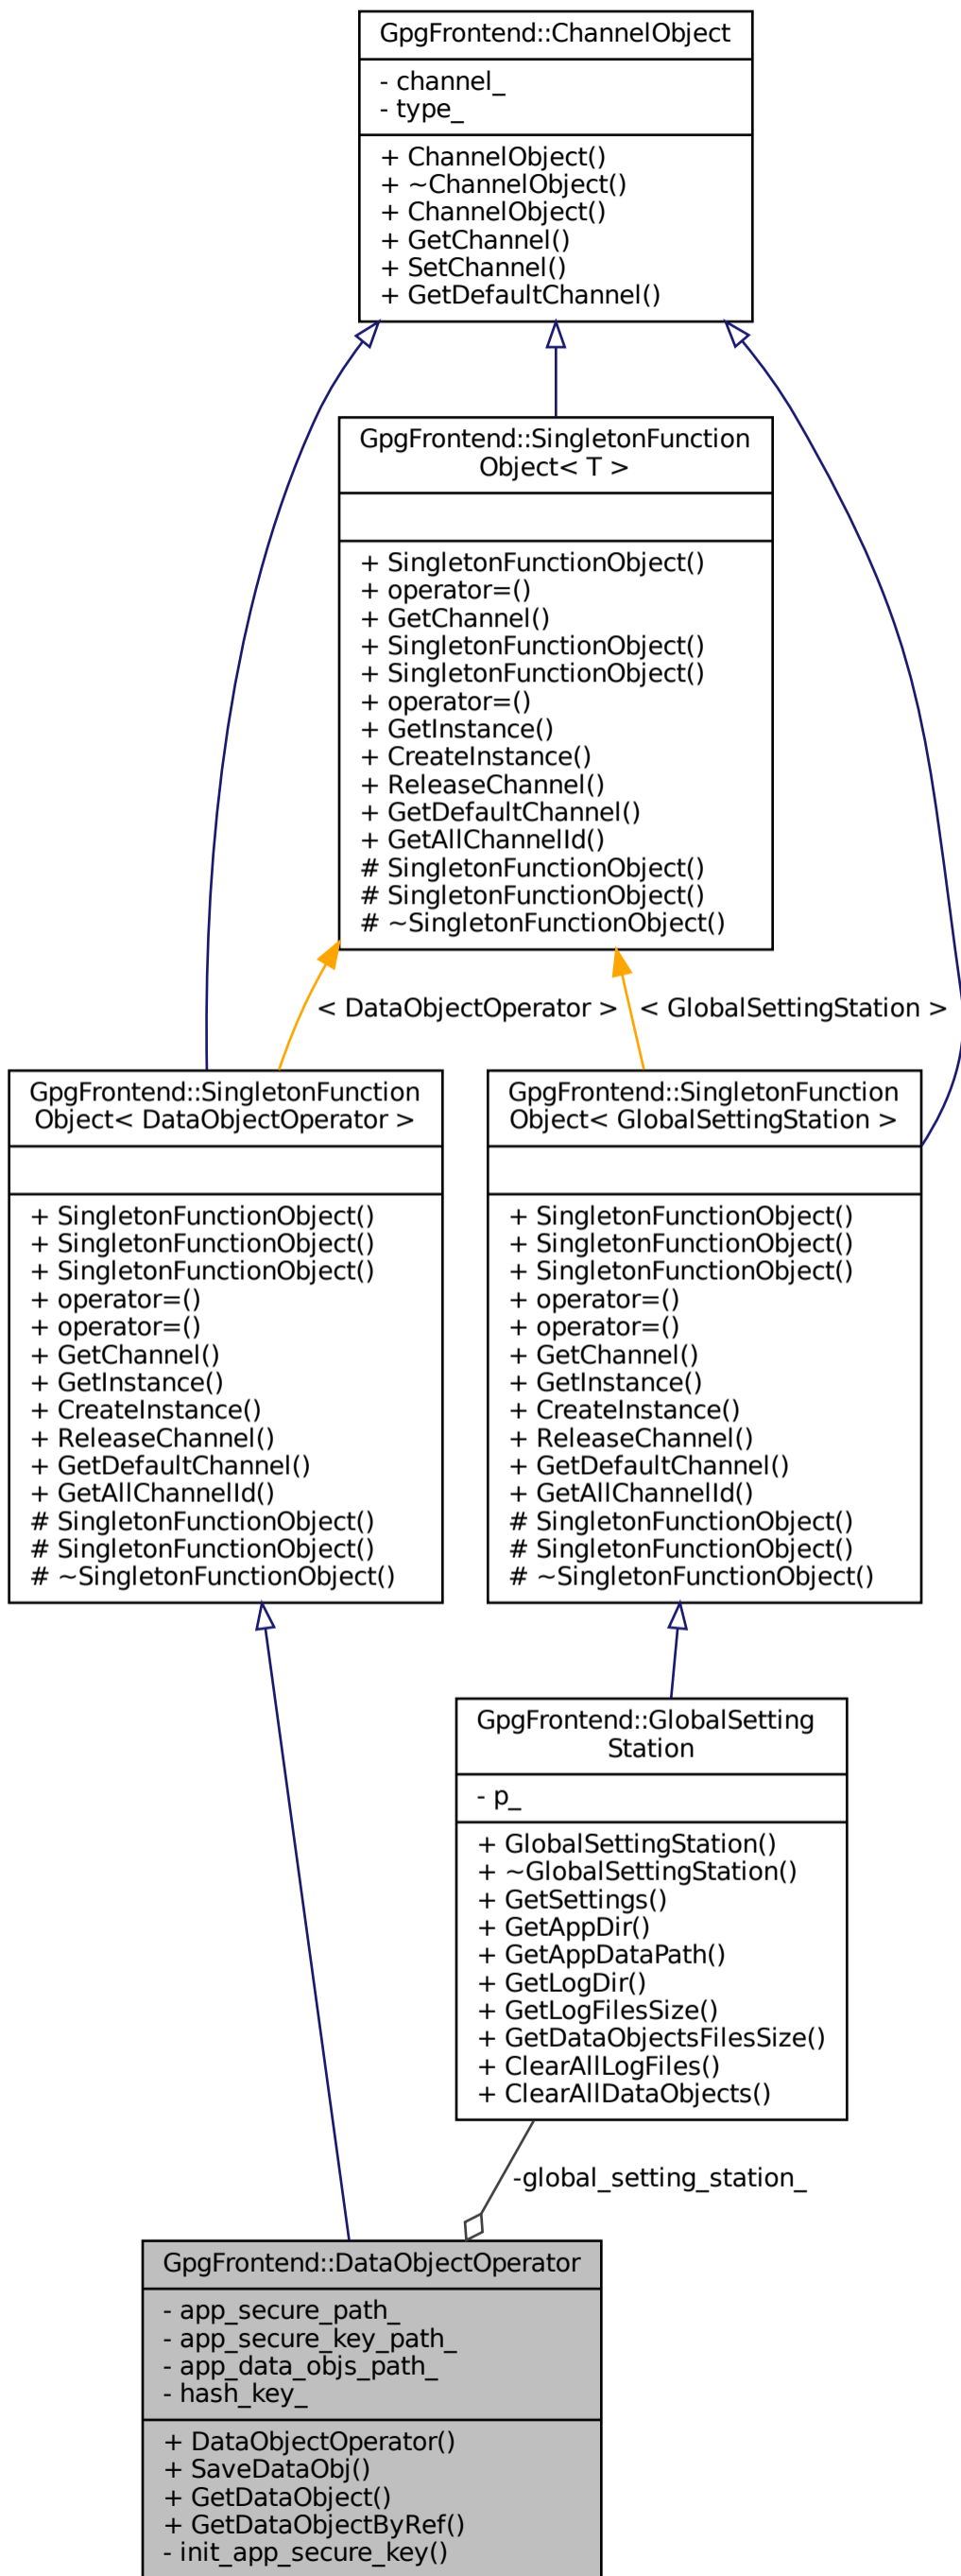 GpgFrontend::ChannelObject
- channel_
- type_
+ ChannelObject()
+ ~ChannelObject()
+ ChannelObject()
+ GetChannel()
+ SetChannel()
+ GetDefaultChannel()
GpgFrontend::SingletonFunction
Object< T >
+ SingletonFunctionObject()
+ operator=()
+ GetChannel()
+ SingletonFunctionObject()
+ SingletonFunctionObject()
+ operator=()
+ GetInstance()
+ CreateInstance()
+ ReleaseChannel()
+ GetDefaultChannel()
+ GetAllChannelId()
# SingletonFunctionObject()
# SingletonFunctionObject()
# ~SingletonFunctionObject()
< DataObjectOperator >
< GlobalSettingStation >
GpgFrontend::SingletonFunction
Object< DataObjectOperator >
+ SingletonFunctionObject()
+ SingletonFunctionObject()
+ SingletonFunctionObject()
+ operator=()
+ operator=()
+ GetChannel()
+ GetInstance()
+ CreateInstance()
+ ReleaseChannel()
+ GetDefaultChannel()
+ GetAllChannelId()
# SingletonFunctionObject()
# SingletonFunctionObject()
# ~SingletonFunctionObject()
GpgFrontend::SingletonFunction
Object< GlobalSettingStation >
+ SingletonFunctionObject()
+ SingletonFunctionObject()
+ SingletonFunctionObject()
+ operator=()
+ operator=()
+ GetChannel()
+ GetInstance()
+ CreateInstance()
+ ReleaseChannel()
+ GetDefaultChannel()
+ GetAllChannelId()
# SingletonFunctionObject()
# SingletonFunctionObject()
# ~SingletonFunctionObject()
GpgFrontend::GlobalSetting
Station
- p_
+ GlobalSettingStation()
+ ~GlobalSettingStation()
+ GetSettings()
+ GetAppDir()
+ GetAppDataPath()
+ GetLogDir()
+ GetLogFilesSize()
+ GetDataObjectsFilesSize()
+ ClearAllLogFiles()
+ ClearAllDataObjects()
-global_setting_station_
GpgFrontend::DataObjectOperator
- app_secure_path_
- app_secure_key_path_
- app_data_objs_path_
- hash_key_
+ DataObjectOperator()
+ SaveDataObj()
+ GetDataObject()
+ GetDataObjectByRef()
- init_app_secure_key()